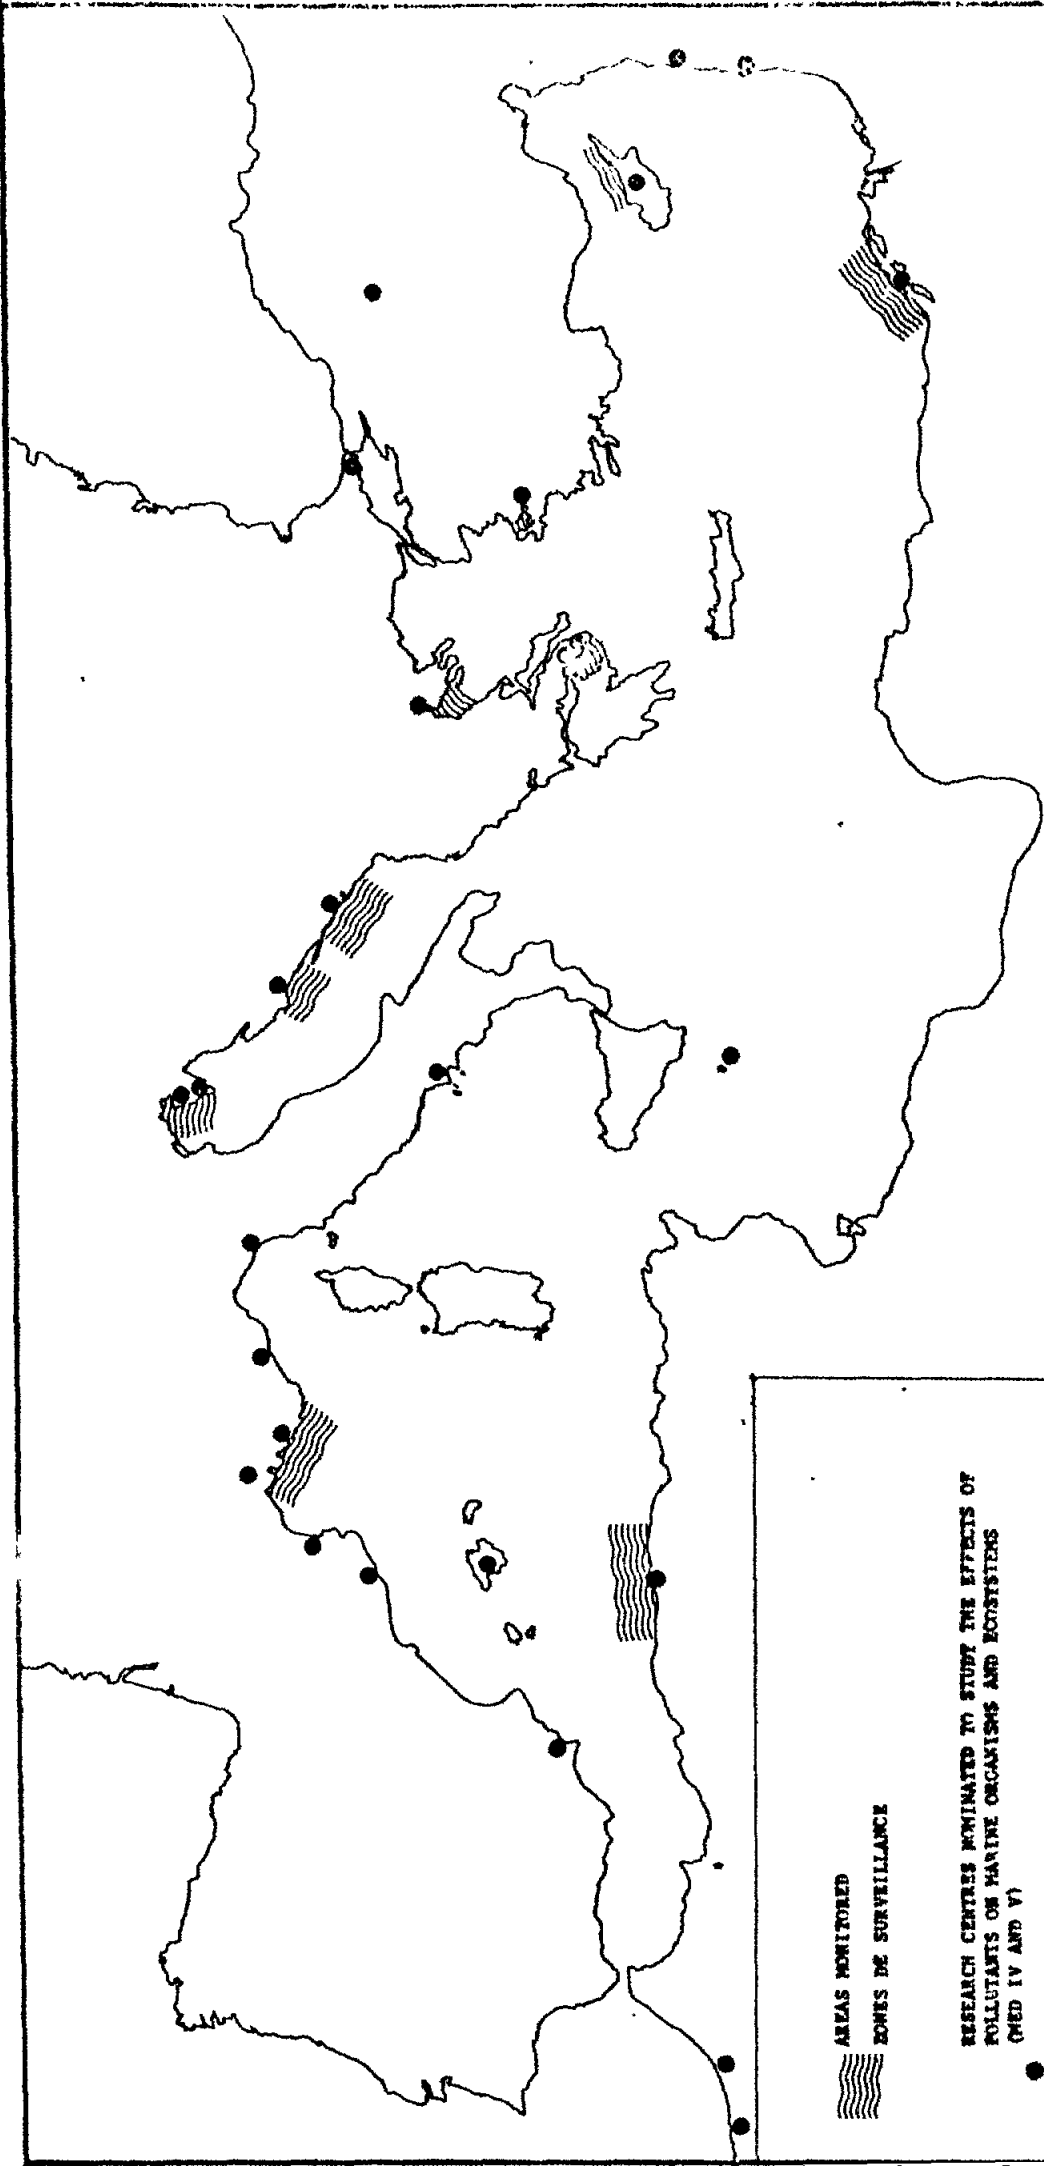 AREAS MONITORED
ZONES DE SURVEILLANCE
RESEARCH CENTRES NOMINATED TO STUDY THE EFFECTS OF
POLLUTANTS ON MARINE ORGANISMS AND ECOSYSTEMS
(MED IV AND V)